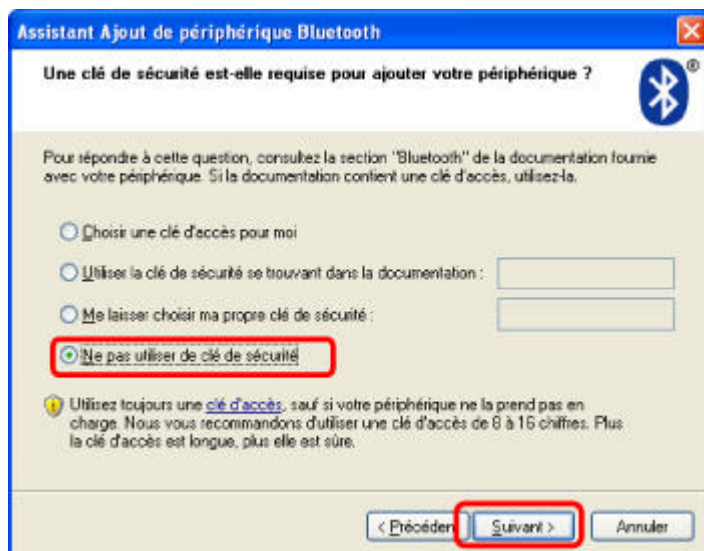 Assistant Ajout de périphérique Bluetooth
Une clé de sécurité est-elle requise pour ajouter votre périphérique ?
®
Pour répondre à cette question, consultez la section "Bluetooth" de la documentation fournie
avec votre périphérique. Si la documentation contient une clé d'accès, utilisez-la.
Choisir une clé d'accès pour moi
Utiliser la clé de sécurité se trouvant dans la documentation :
Me laisser choisir ma propre clé de sécurité :
Ne pas utiliser de clé de sécurité
Utilisez toujours une clé d'accès, sauf si votre périphérique ne la prend pas en
charge. Nous vous recommandons d'utiliser une clé d'accès de 8 à 16 chiffres. Plus
la clé d'accès est longue, plus elle est sûre.
< Précéden Suivant > Annuler